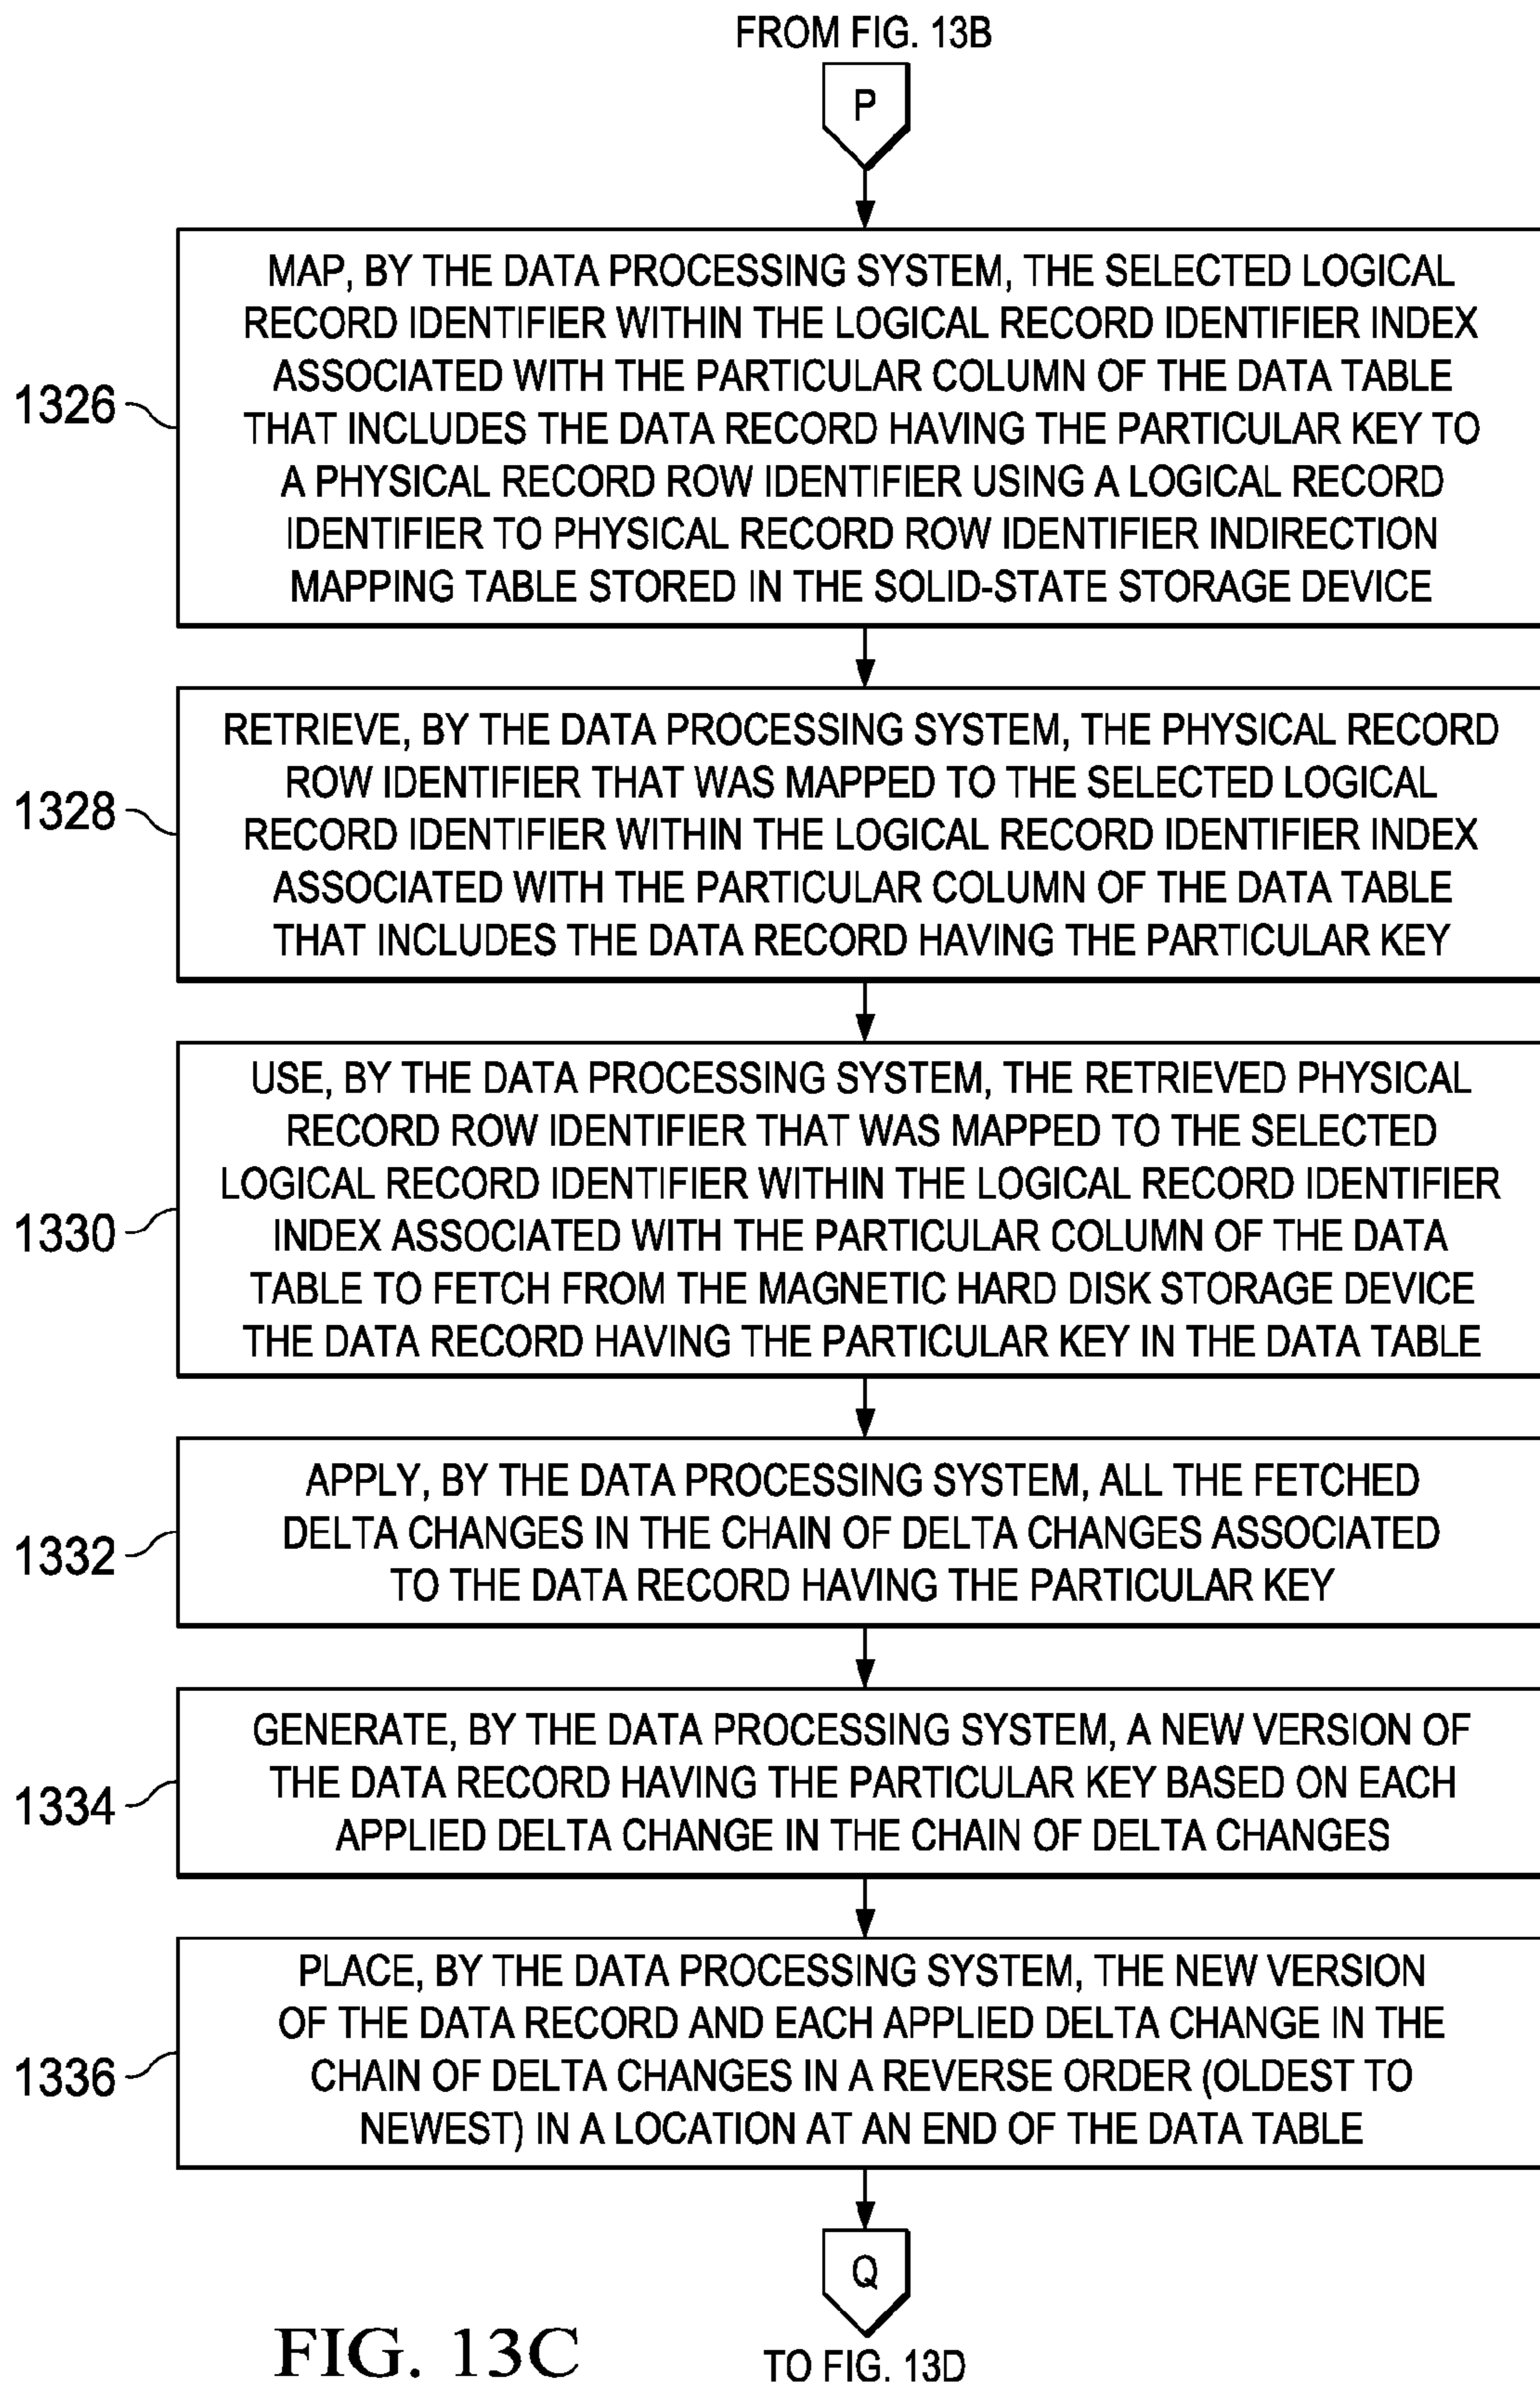 FROM FIG. 13B
P
MAP, BY THE DATA PROCESSING SYSTEM, THE SELECTED LOGICAL
RECORD IDENTIFIER WITHIN THE LOGICAL RECORD IDENTIFIER INDEX
ASSOCIATED WITH THE PARTICULAR COLUMN OF THE DATA TABLE
THAT INCLUDES THE DATA RECORD HAVING THE PARTICULAR KEY TO
A PHYSICAL RECORD ROW IDENTIFIER USING A LOGICAL RECORD
IDENTIFIER TO PHYSICAL RECORD ROW IDENTIFIER INDIRECTION
MAPPING TABLE STORED IN THE SOLID-STATE STORAGE DEVICE
1326
RETRIEVE, BY THE DATA PROCESSING SYSTEM, THE PHYSICAL RECORD
ROW IDENTIFIER THAT WAS MAPPED TO THE SELECTED LOGICAL
RECORD IDENTIFIER WITHIN THE LOGICAL RECORD IDENTIFIER INDEX
ASSOCIATED WITH THE PARTICULAR COLUMN OF THE DATA TABLE
THAT INCLUDES THE DATA RECORD HAVING THE PARTICULAR KEY
1328
USE, BY THE DATA PROCESSING SYSTEM, THE RETRIEVED PHYSICAL
RECORD ROW IDENTIFIER THAT WAS MAPPED TO THE SELECTED
LOGICAL RECORD IDENTIFIER WITHIN THE LOGICAL RECORD IDENTIFIER
INDEX ASSOCIATED WITH THE PARTICULAR COLUMN OF THE DATA
TABLE TO FETCH FROM THE MAGNETIC HARD DISK STORAGE DEVICE
THE DATA RECORD HAVING THE PARTICULAR KEY IN THE DATA TABLE
1330
APPLY, BY THE DATA PROCESSING SYSTEM, ALL THE FETCHED
DELTA CHANGES IN THE CHAIN OF DELTA CHANGES ASSOCIATED
TO THE DATA RECORD HAVING THE PARTICULAR KEY
1332
GENERATE, BY THE DATA PROCESSING SYSTEM, A NEW VERSION OF
THE DATA RECORD HAVING THE PARTICULAR KEY BASED ON EACH
APPLIED DELTA CHANGE IN THE CHAIN OF DELTA CHANGES
1334
PLACE, BY THE DATA PROCESSING SYSTEM, THE NEW VERSION
OF THE DATA RECORD AND EACH APPLIED DELTA CHANGE IN THE
CHAIN OF DELTA CHANGES IN A REVERSE ORDER (OLDEST TO
NEWEST) IN A LOCATION AT AN END OF THE DATA TABLE
1336
Q
FIG. 13C
TO FIG. 13D